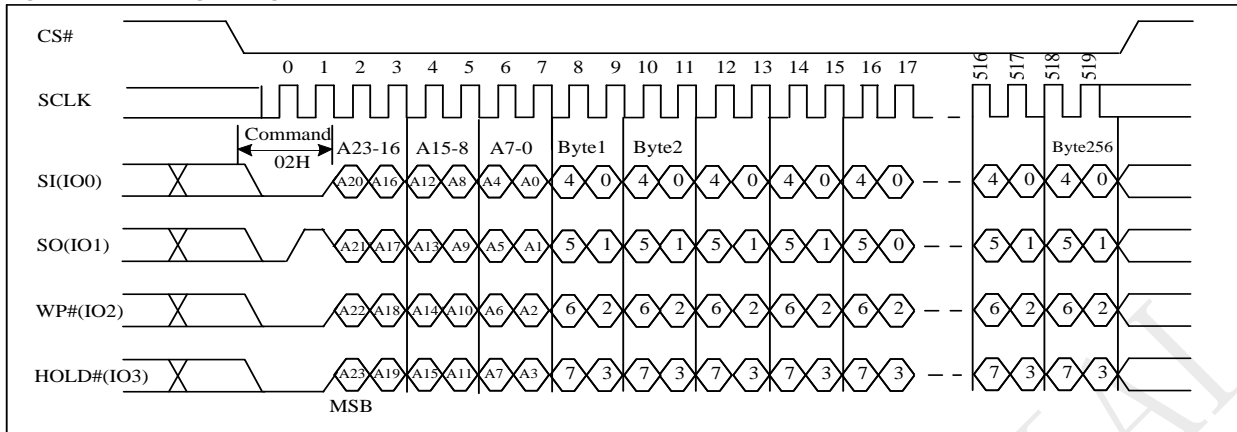 CS#
0 1 2 3 4 5 6 7 8 9 10 11 12 13 14 15 16 17 516 517 518 519
SCLK
Command
02H
A23-16 A15-8 A7-0 Byte1 Byte2 Byte256
SI(IO0) A20 A16 A12 A8 A4 A0 4 0 4 0 4 0 4 0 4 0 4 0 4 0
SO(IO1) A21 A17 A13 A9 A5 A1 5 1 5 1 5 1 5 1 5 0 5 1 5 1
WP#(IO2) A22 A18 A14 A10 A6 A2 6 2 6 2 6 2 6 2 6 2 6 2 6 2
HOLD#(IO3) A23 A19 A15 A11 A7 A3 7 3 7 3 7 3 7 3 7 3 7 3 7 3
MSB